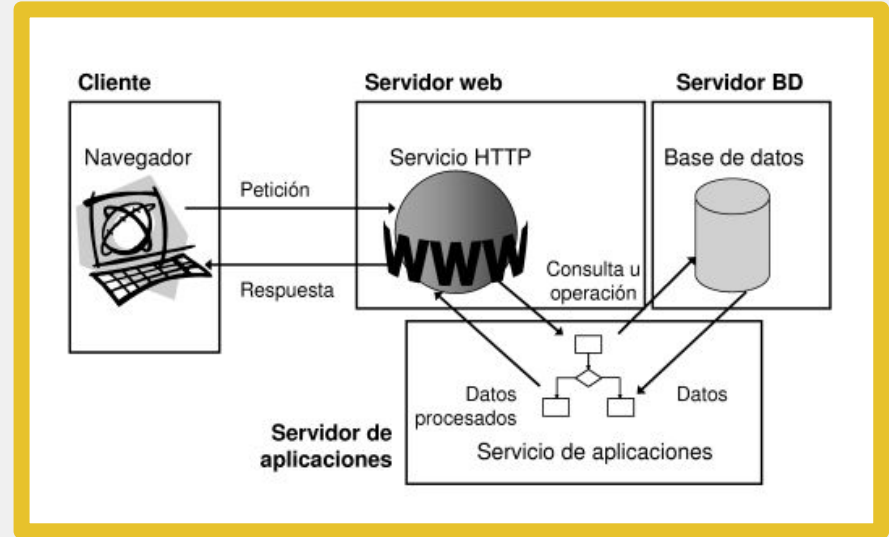 Cliente
Servidor web
Servidor BD
Navegador
Servicio HTTP
Base de datos
Petición
WWW
Respuesta
Consulta u
operación
Datos
procesados
Datos
Servidor de
aplicaciones
Servicio de aplicaciones